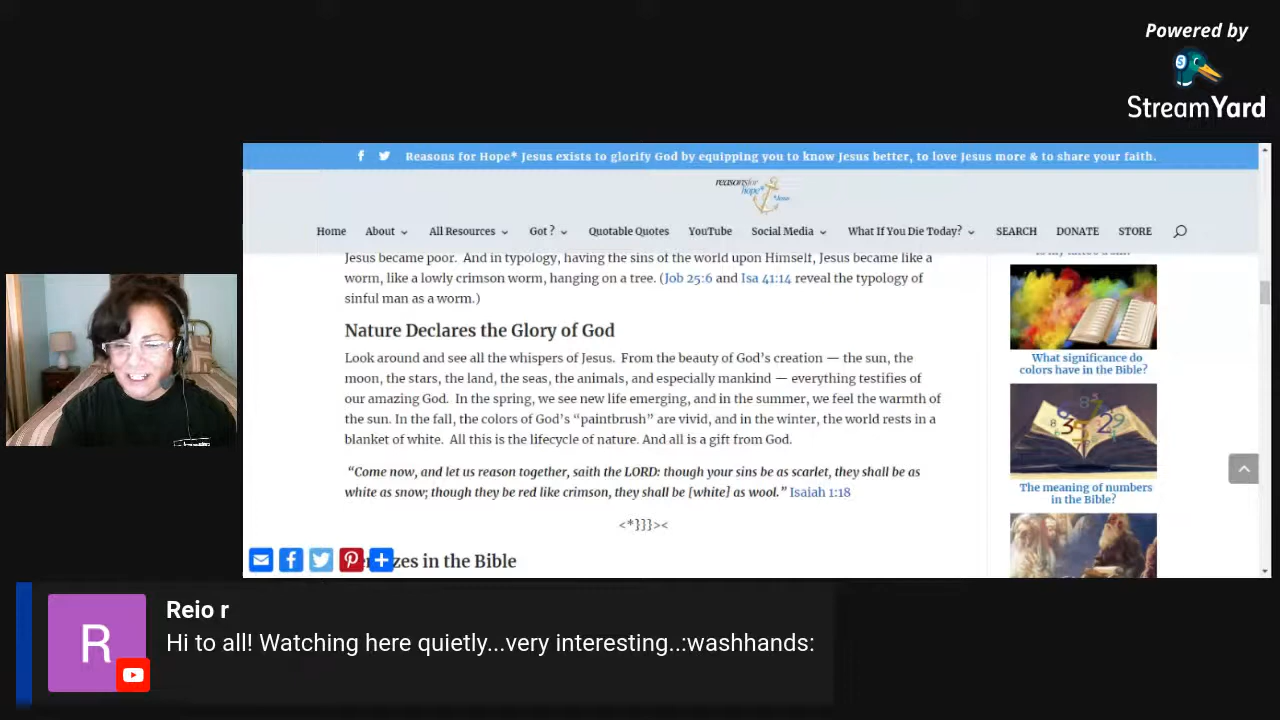 Powered by
StreamYard
Reasons for Hope* Jesus exists to glorify God by equipping you to know Jesus better, to love Jesus more & to share your faith.
reasonsfor
hope*
*Jesus
Home About All Resources Got ? Quotable Quotes YouTube Social Media What If You Die Today? SEARCH DONATE STORE
Jesus became poor. And in typology, having the sins of the world upon Himself, Jesus became like a
worm, like a lowly crimson worm, hanging on a tree. (Job 25:6 and Isa 41:14 reveal the typology of
sinful man as a worm.)
Nature Declares the Glory of God
Look around and see all the whispers of Jesus. From the beauty of God’s creation — the sun, the
moon, the stars, the land, the seas, the animals, and especially mankind — everything testifies of
our amazing God. In the spring, we see new life emerging, and in the summer, we feel the warmth of
the sun. In the fall, the colors of God’s “paintbrush” are vivid, and in the winter, the world rests in a
blanket of white. All this is the lifecycle of nature. And all is a gift from God.
“Come now, and let us reason together, saith the LORD: though your sins be as scarlet, they shall be as
white as snow; though they be red like crimson, they shall be [white] as wool.” Isaiah 1:18
<*}}}><
zes in the Bible
What significance do
colors have in the Bible?
The meaning of numbers
in the Bible?
R
Reio r
Hi to all! Watching here quietly...very interesting..:washhands: